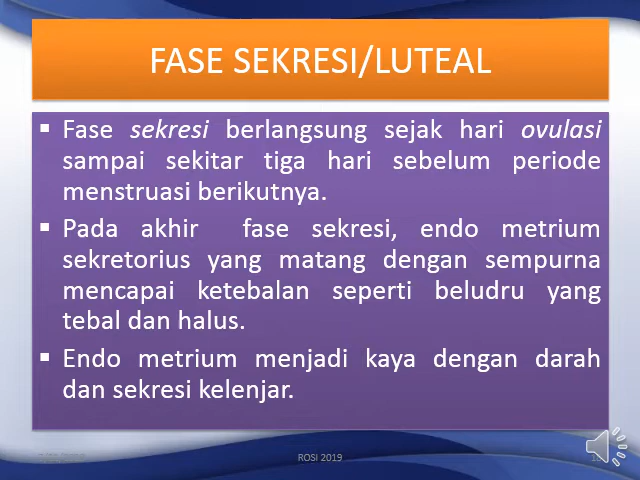 FASE SEKRESI/LUTEAL
▪ Fase sekresi berlangsung sejak hari ovulasi
sampai sekitar tiga hari sebelum periode
menstruasi berikutnya.
▪ Pada akhir fase sekresi, endo metrium
sekretorius yang matang dengan sempurna
mencapai ketebalan seperti beludru yang
tebal dan halus.
▪ Endo metrium menjadi kaya dengan darah
dan sekresi kelenjar.
ROSI 2019